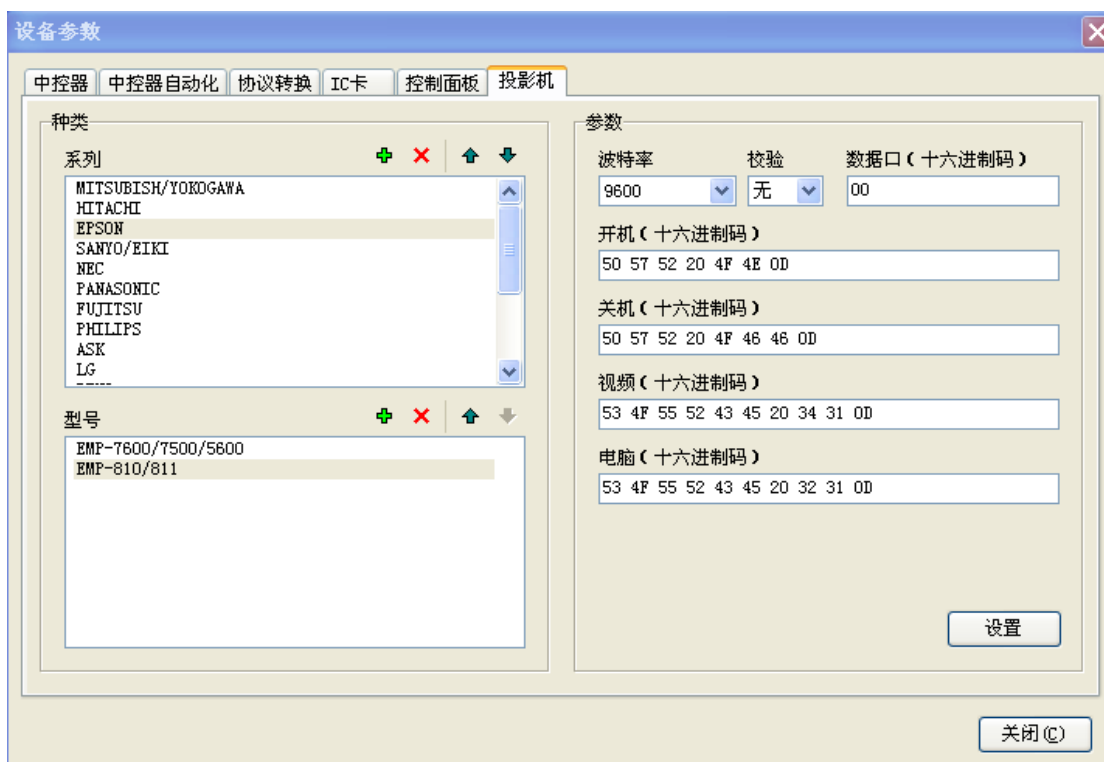 设备参数
中控器 中控器自动化 协议转换 IC卡 控制面板 投影机
种类
系列
MITSUBISH/YOKOGAWA
HITACHI
EPSON
SANYO/EIKI
NEC
PANASONIC
FUJITSU
PHILIPS
ASK
LG
型号
EMP-7600/7500/5600
EMP-810/811
参数
波特率 校验 数据口(十六进制码)
9600 无 00
开机(十六进制码)
50 57 52 20 4F 4E 0D
关机(十六进制码)
50 57 52 20 4F 46 46 0D
视频(十六进制码)
53 4F 55 52 43 45 20 34 31 0D
电脑(十六进制码)
53 4F 55 52 43 45 20 32 31 0D
设置
关闭(C)